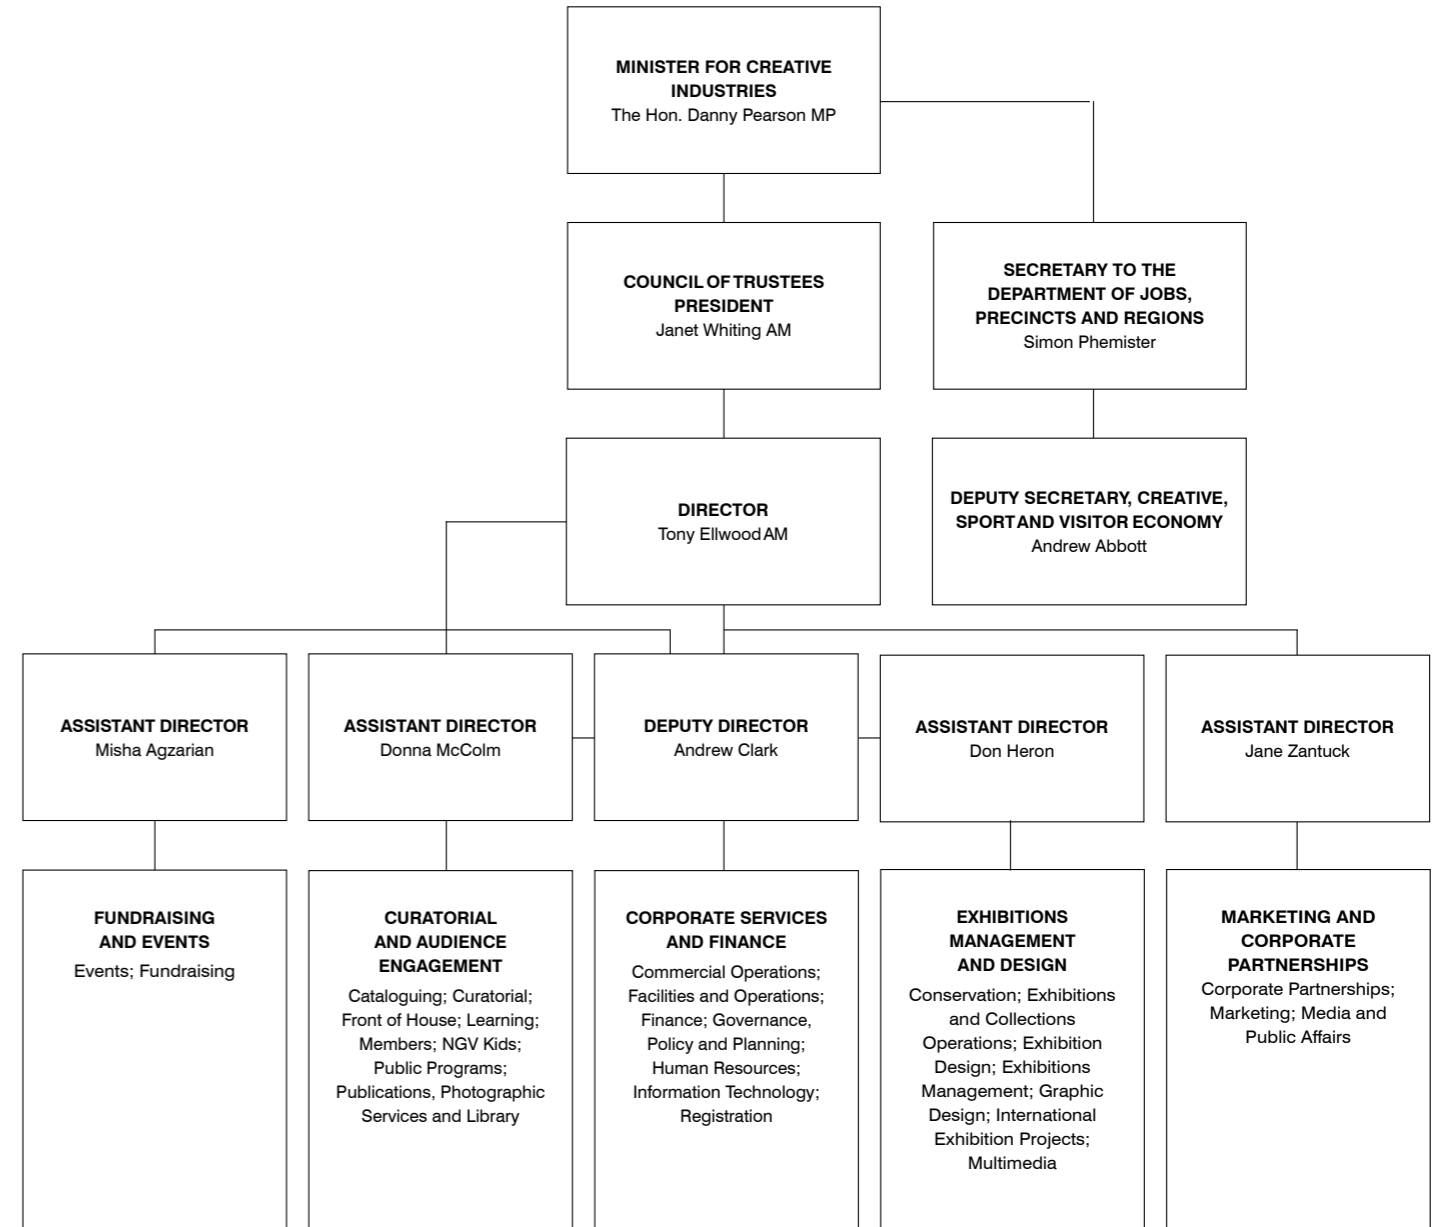 MINISTER FOR CREATIVE
INDUSTRIES
The Hon. Danny Pearson MP
COUNCIL OF TRUSTEES
PRESIDENT
Janet Whiting AM
SECRETARY TO THE
DEPARTMENT OF JOBS,
PRECINCTS AND REGIONS
Simon Phemister
DIRECTOR
Tony Ellwood AM
DEPUTY SECRETARY, CREATIVE,
SPORT AND VISITOR ECONOMY
Andrew Abbott
ASSISTANT DIRECTOR
Misha Agzarian
ASSISTANT DIRECTOR
Donna McColm
DEPUTY DIRECTOR
Andrew Clark
ASSISTANT DIRECTOR
Don Heron
ASSISTANT DIRECTOR
Jane Zantuck
FUNDRAISING
AND EVENTS
Events; Fundraising
CURATORIAL
AND AUDIENCE
ENGAGEMENT
Cataloguing; Curatorial;
Front of House; Learning;
Members; NGV Kids;
Public Programs;
Publications, Photographic
Services and Library
CORPORATE SERVICES
AND FINANCE
Commercial Operations;
Facilities and Operations;
Finance; Governance,
Policy and Planning;
Human Resources;
Information Technology;
Registration
EXHIBITIONS
MANAGEMENT
AND DESIGN
Conservation; Exhibitions
and Collections
Operations; Exhibition
Design; Exhibitions
Management; Graphic
Design; International
Exhibition Projects;
Multimedia
MARKETING AND
CORPORATE
PARTNERSHIPS
Corporate Partnerships;
Marketing; Media and
Public Affairs